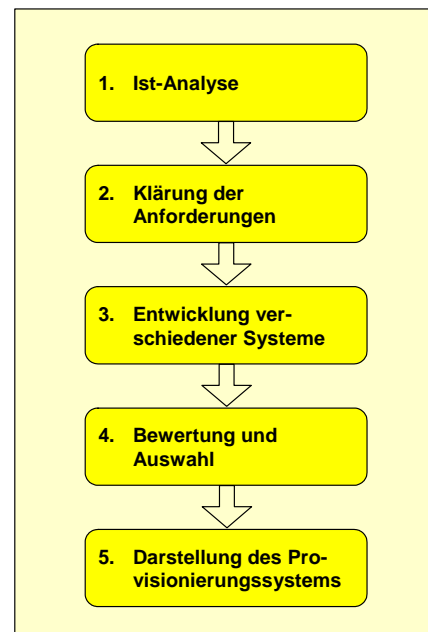 1. Ist-Analyse
2. Klärung der
Anforderungen
3. Entwicklung ver-
schiedener Systeme
4. Bewertung und
Auswahl
5. Darstellung des Pro-
visionierungssystems